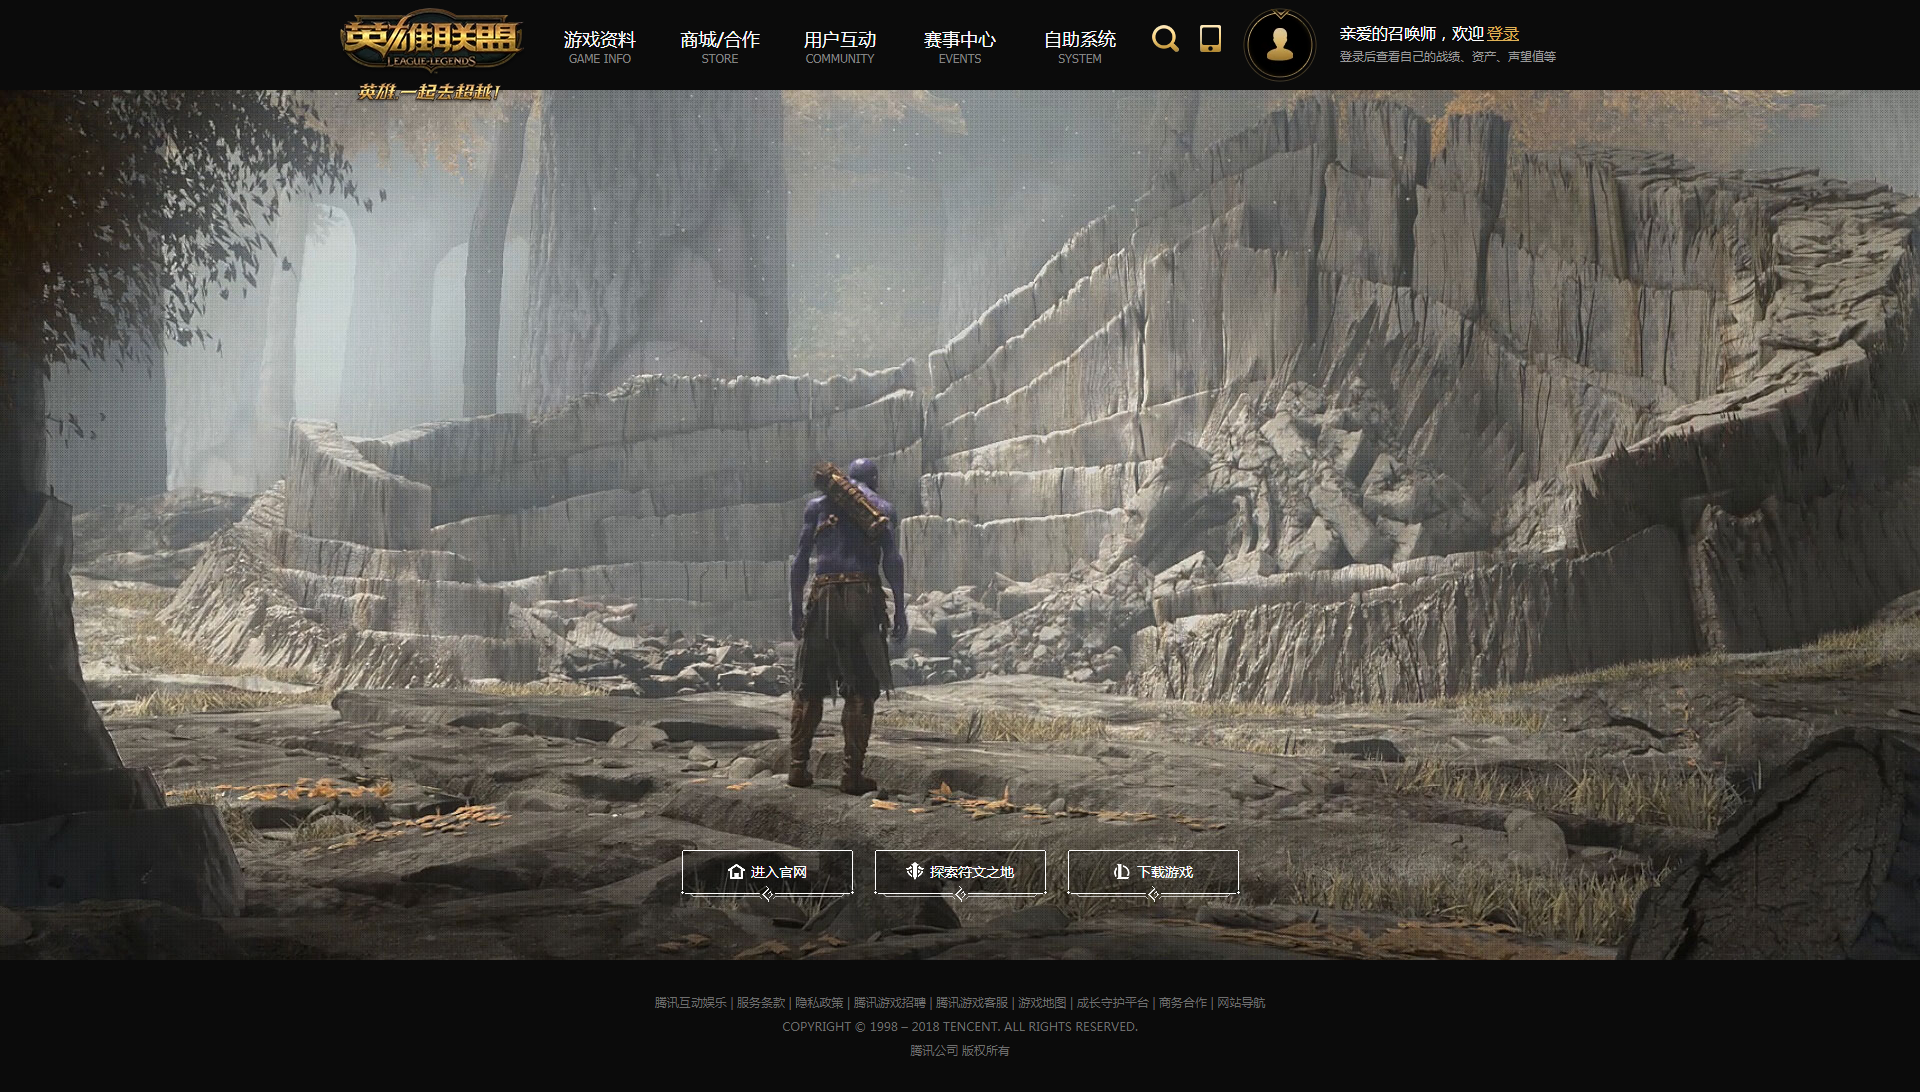 英雄联盟
LEAGUE OF LEGENDS
英雄,一起去超越!
游戏资料
GAME INFO
商城/合作
STORE
用户互动
COMMUNITY
赛事中心
EVENTS
自助系统
SYSTEM
亲爱的召唤师，欢迎 登录
登录后查看自己的战绩、资产、声望值等
进入官网
探索符文之地
下载游戏
腾讯互动娱乐 | 服务条款 | 隐私政策 | 腾讯游戏招聘 | 腾讯游戏客服 | 游戏地图 | 成长守护平台 | 商务合作 | 网站导航
COPYRIGHT © 1998 – 2018 TENCENT. ALL RIGHTS RESERVED.
腾讯公司 版权所有